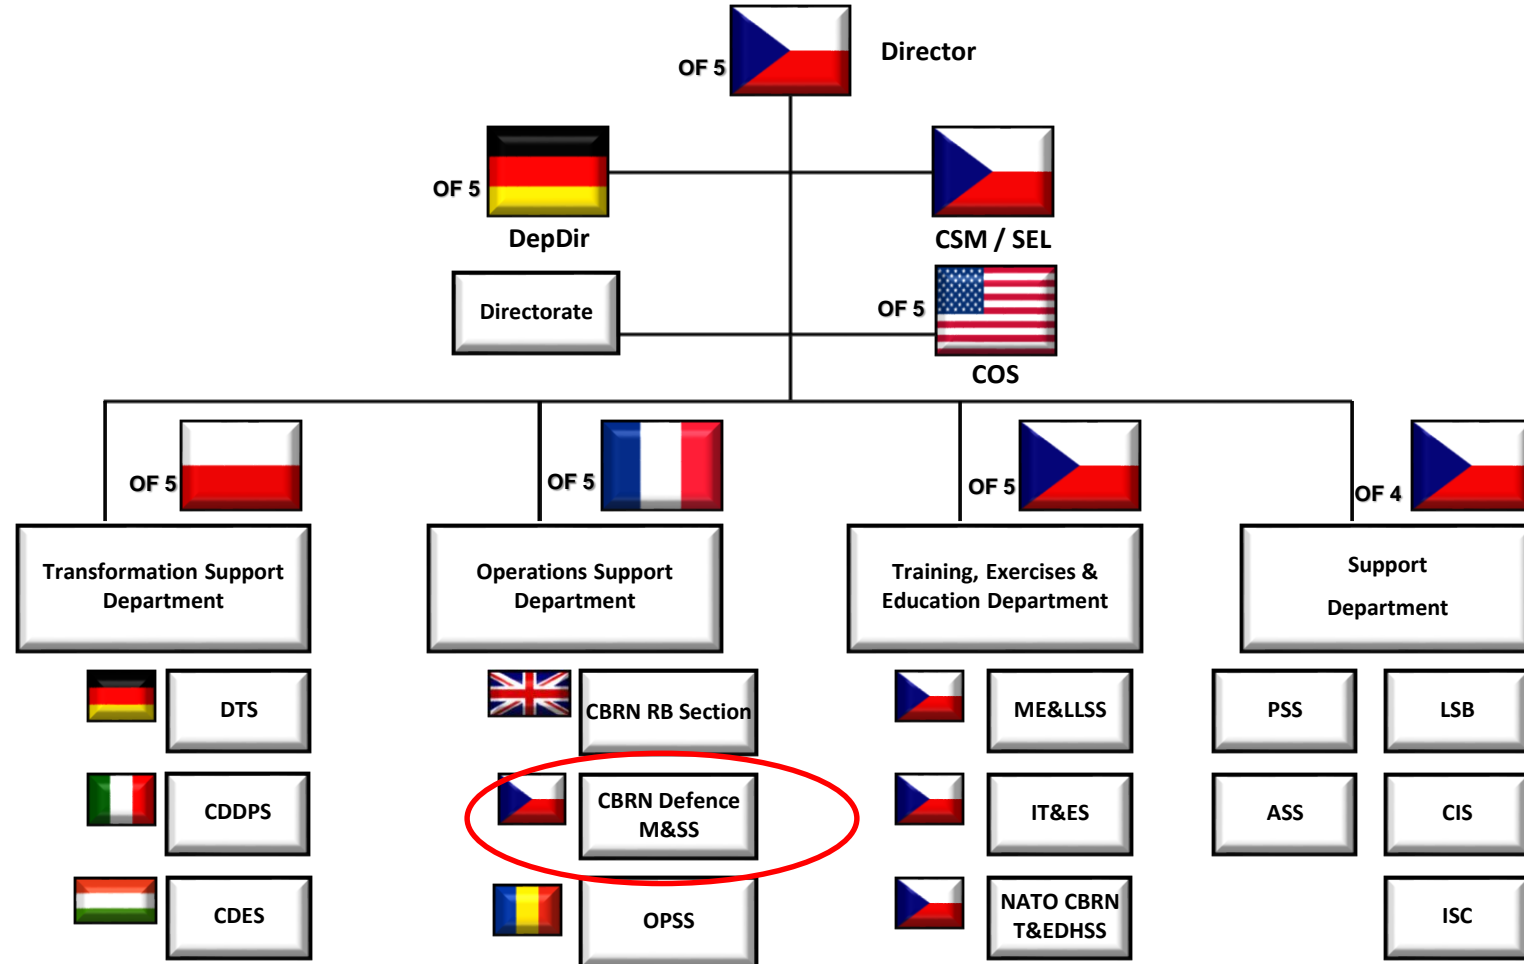 OF 5
Director
OF 5
DepDir
CSM / SEL
Directorate
OF 5
COS
OF 5
OF 5
OF 5
OF 4
Transformation Support
Department
Operations Support
Department
Training, Exercises &
Education Department
Support
Department
DTS
CBRN RB Section
ME&LLSS
PSS
LSB
CDDPS
CBRN Defence
M&SS
IT&ES
ASS
CIS
CDES
OPSS
NATO CBRN
T&EDHSS
ISC